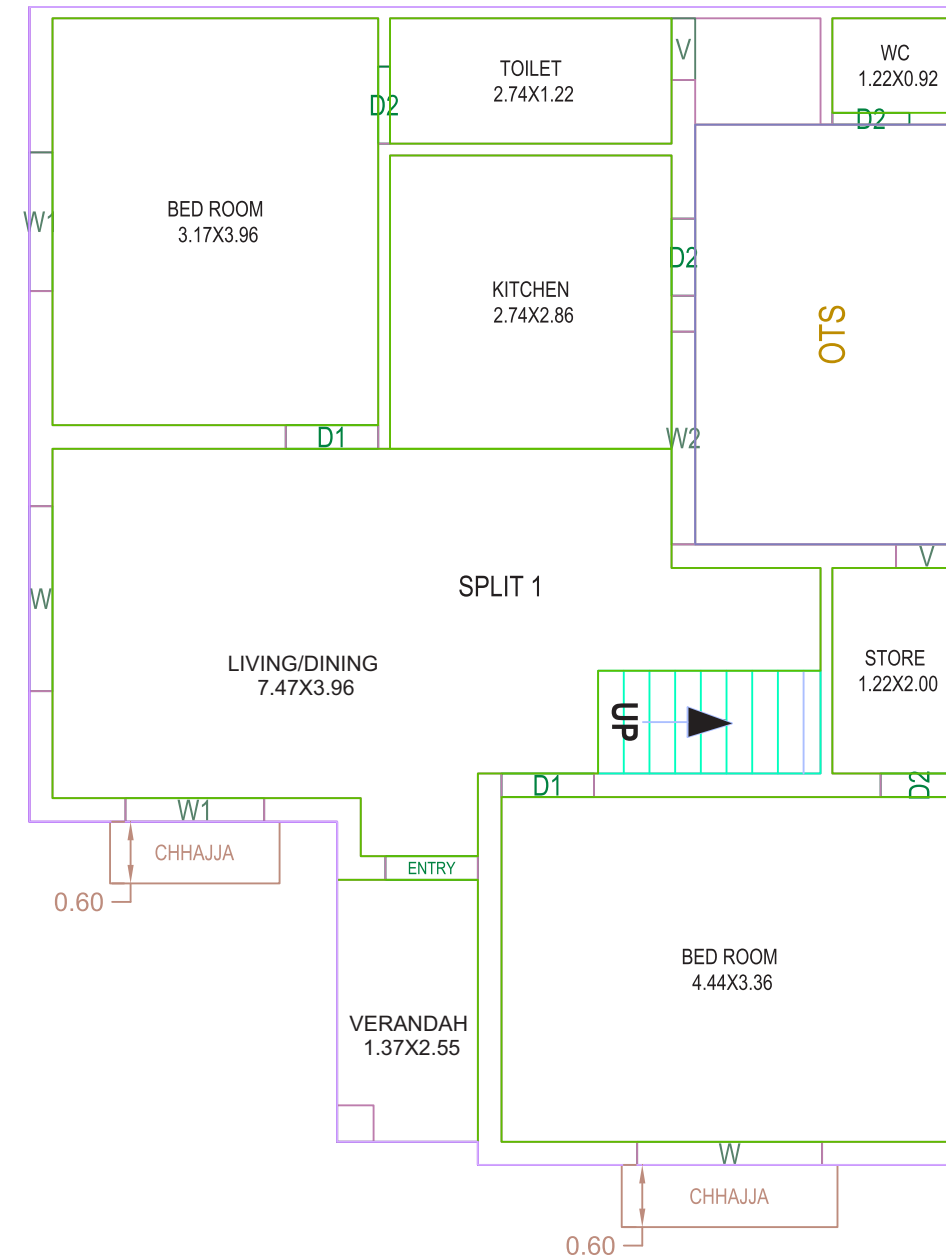 V
WC
1.22X0.92
TOILET
2.74X1.22
D2
D2
BED ROOM
3.17X3.96
W1
D2
KITCHEN
2.74X2.86
OTS
D1
W2
V
SPLIT 1
W
LIVING/DINING
7.47X3.96
STORE
1.22X2.00
UP
D1
D2
W1
CHHAJJA
ENTRY
0.60
BED ROOM
4.44X3.36
VERANDAH
1.37X2.55
W
CHHAJJA
0.60